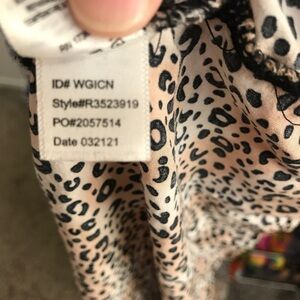 ID# WGICN
Style#R3523919
PO#2057514
Date 032121